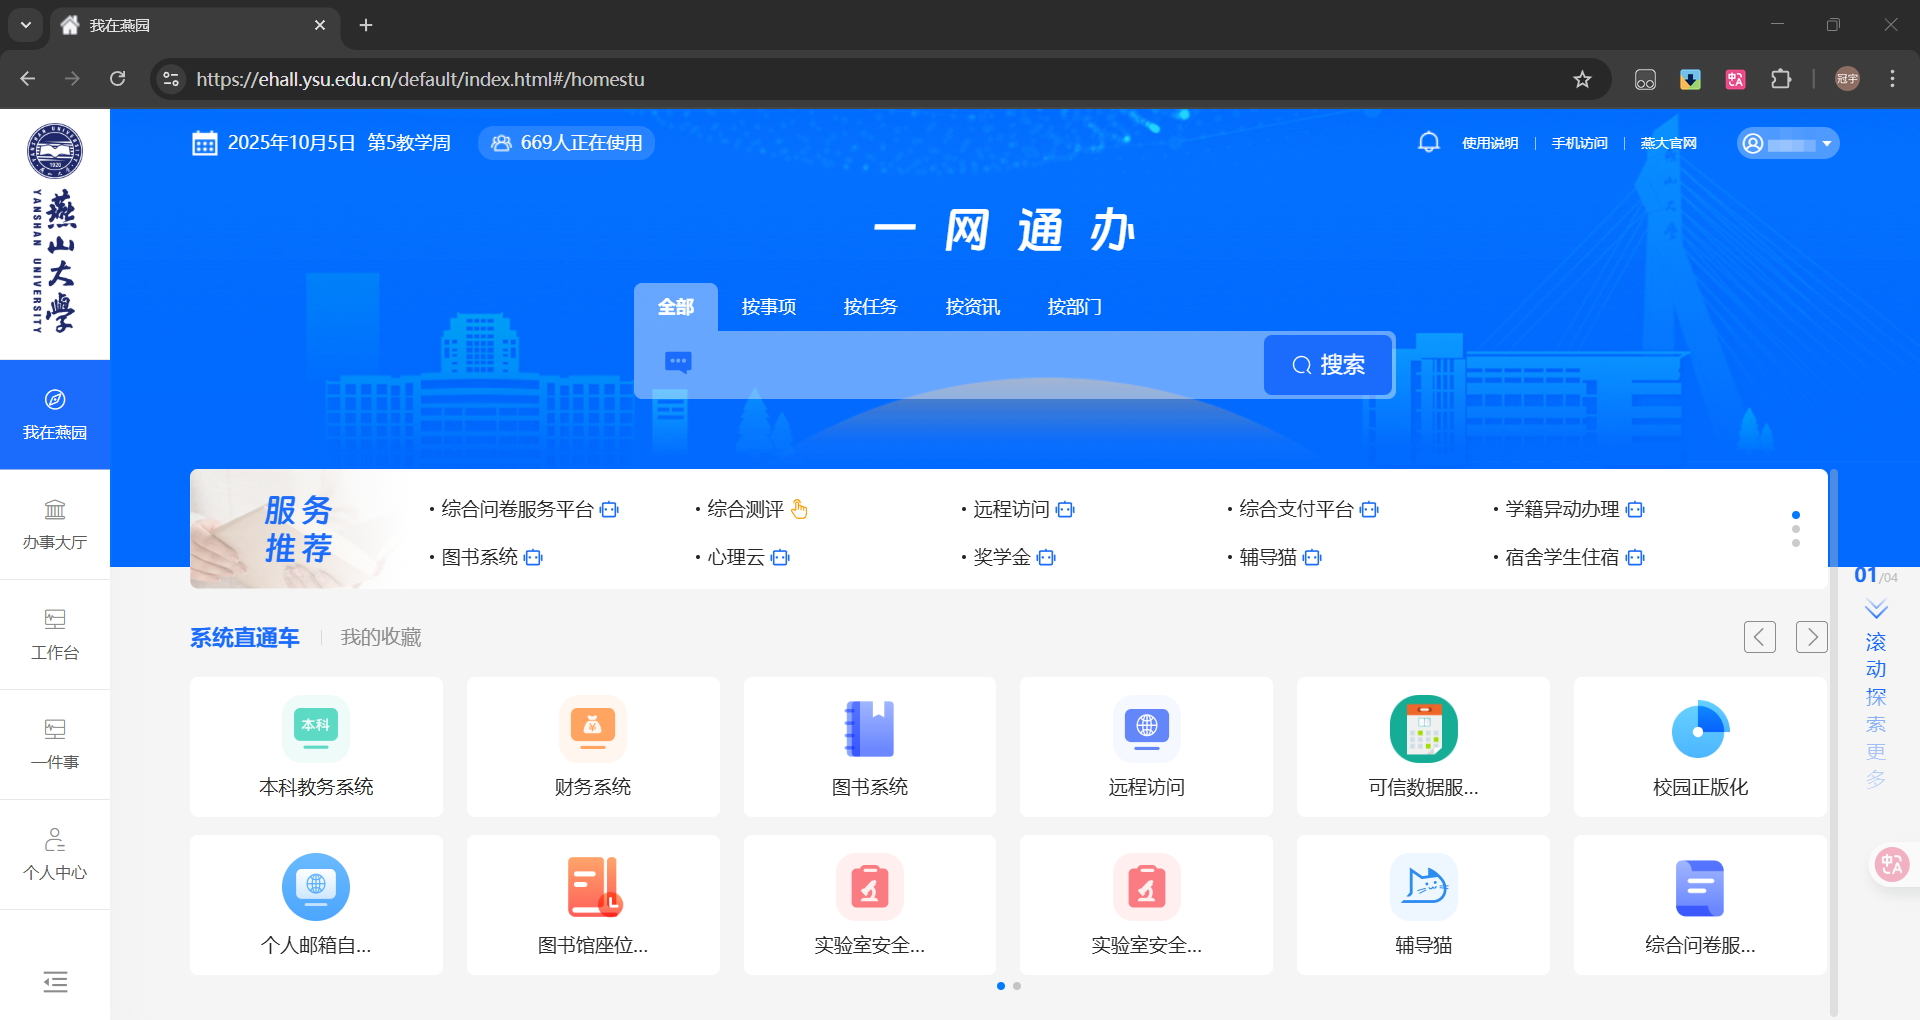 我在燕园
https://ehall.ysu.edu.cn/default/index.html#/homestu
冠宇
YANSHAN UNIVERSITY
1920
燕山大学
YANSHAN UNIVERSITY
我在燕园
办事大厅
工作台
一件事
个人中心
2025年10月5日 第5教学周
669人正在使用
使用说明
手机访问
燕大官网
一网通办
全部
按事项
按任务
按资讯
按部门
搜索
服务
推荐
· 综合问卷服务平台
· 综合测评
· 远程访问
· 综合支付平台
· 学籍异动办理
· 图书系统
· 心理云
· 奖学金
· 辅导猫
· 宿舍学生住宿
01/04
滚动探索更多
系统直通车
我的收藏
本科
本科教务系统
财务系统
图书系统
远程访问
可信数据服...
校园正版化
个人邮箱自...
图书馆座位...
实验室安全...
实验室安全...
辅导猫
综合问卷服...